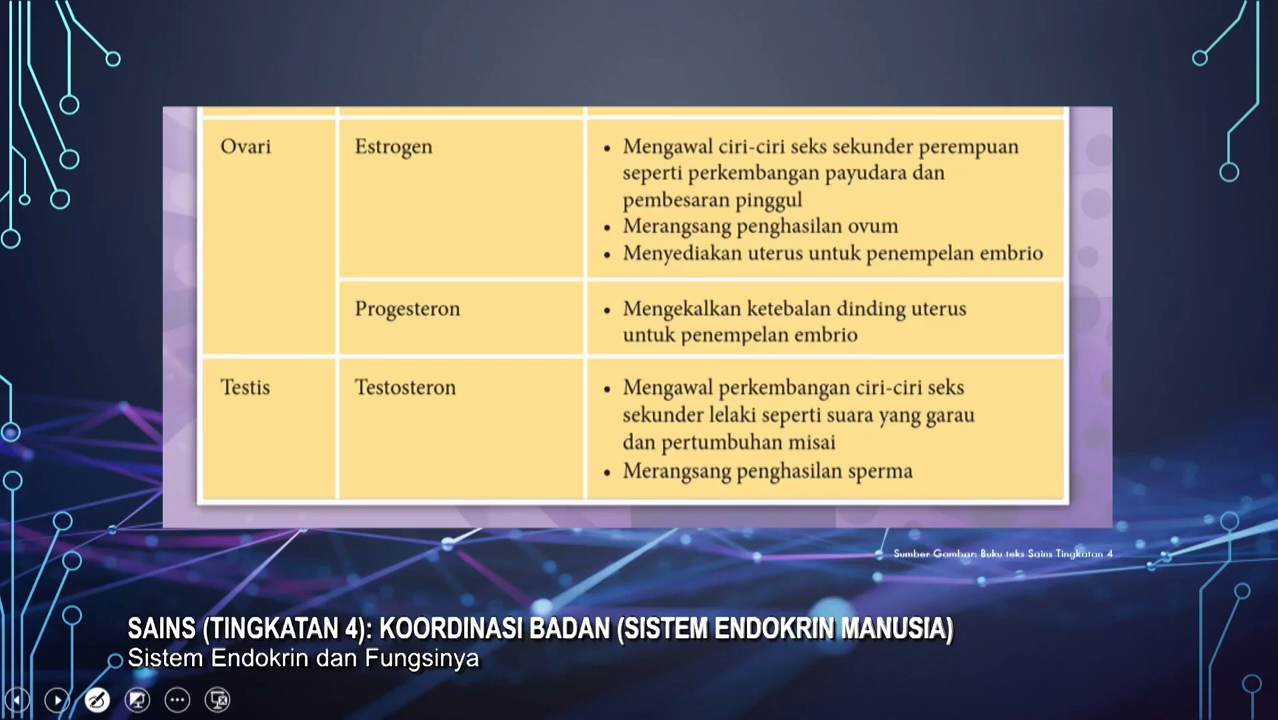 Ovari
Estrogen
• Mengawal ciri-ciri seks sekunder perempuan
seperti perkembangan payudara dan
pembesaran pinggul
• Merangsang penghasilan ovum
• Menyediakan uterus untuk penempelan embrio
Progesteron
• Mengekalkan ketebalan dinding uterus
untuk penempelan embrio
Testis
Testosteron
• Mengawal perkembangan ciri-ciri seks
sekunder lelaki seperti suara yang garau
dan pertumbuhan misai
• Merangsang penghasilan sperma
Sumber Gambar: Buku teks Sains Tingkatan 4
SAINS (TINGKATAN 4): KOORDINASI BADAN (SISTEM ENDOKRIN MANUSIA)
Sistem Endokrin dan Fungsinya